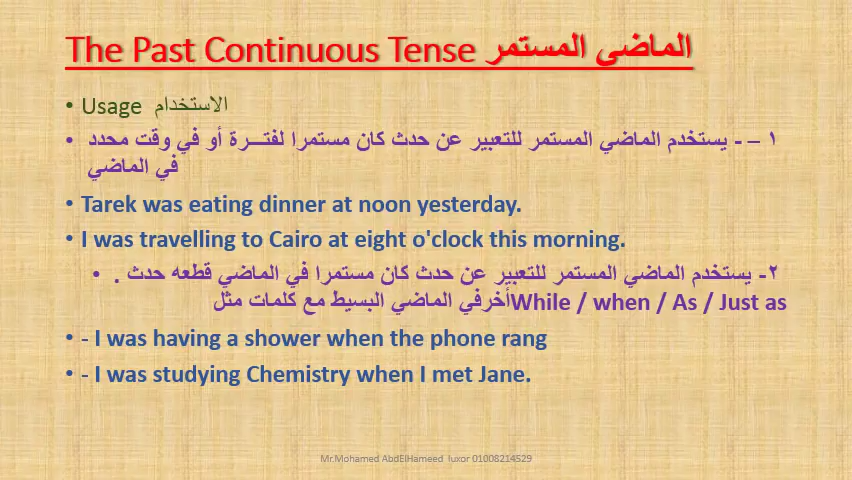 The Past Continuous Tense الماضي المستمر
• Usage الاستخدام
• ١ – - يستخدم الماضي المستمر للتعبير عن حدث كان مستمرا لفتـــرة أو في وقت محدد
في الماضي
• Tarek was eating dinner at noon yesterday.
• I was travelling to Cairo at eight o'clock this morning.
• ٢- يستخدم الماضي المستمر للتعبير عن حدث كان مستمرا في الماضي قطعه حدث .
أخرفي الماضي البسيط مع كلمات مثل While / when / As / Just as
• - I was having a shower when the phone rang
• - I was studying Chemistry when I met Jane.
Mr.Mohamed AbdElHameed luxor 01008214529